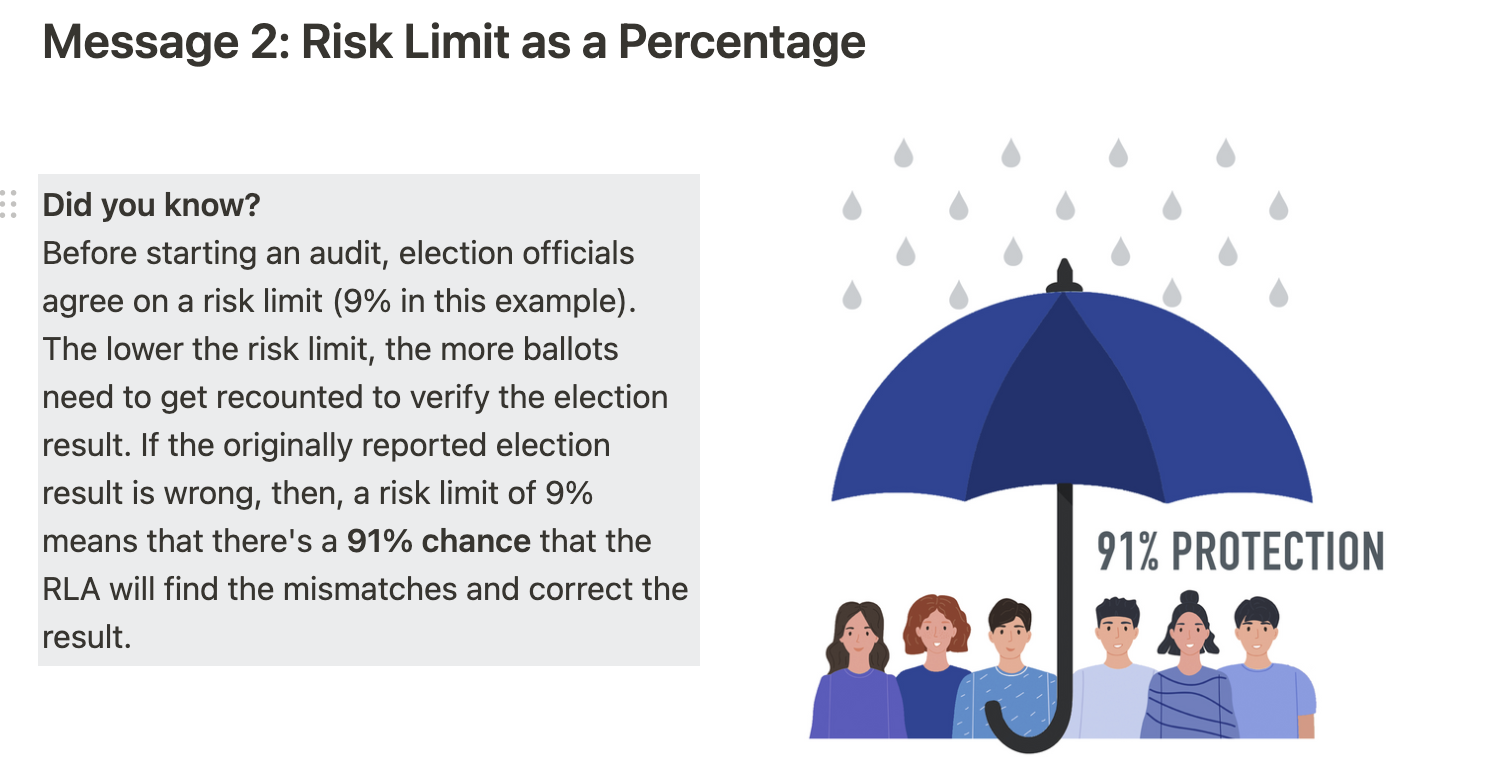 Message 2: Risk Limit as a Percentage
Did you know?
Before starting an audit, election officials
agree on a risk limit (9% in this example).
The lower the risk limit, the more ballots
need to get recounted to verify the election
result. If the originally reported election
result is wrong, then, a risk limit of 9%
means that there's a 91% chance that the
RLA will find the mismatches and correct the
result.
91% PROTECTION